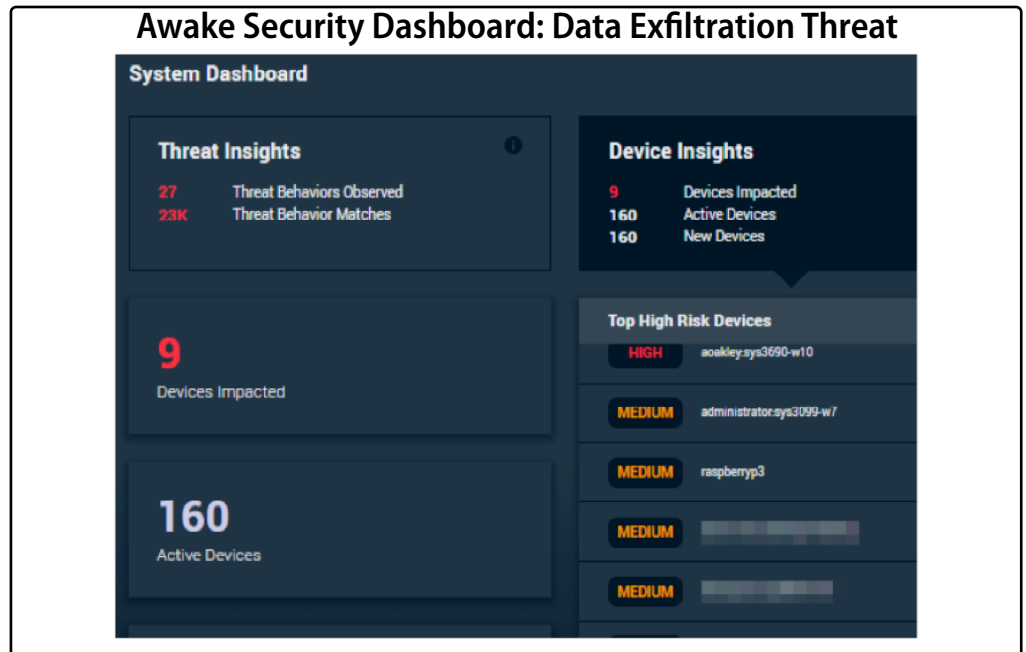 Awake Security Dashboard: Data Exfiltration Threat
System Dashboard
Threat Insights
27 Threat Behaviors Observed
23K Threat Behavior Matches
Device Insights
9 Devices Impacted
160 Active Devices
160 New Devices
9
Devices Impacted
160
Active Devices
Top High Risk Devices
HIGH aoakley:sys3690-w10
MEDIUM administrator:sys3099-w7
MEDIUM raspberryp3
MEDIUM
MEDIUM